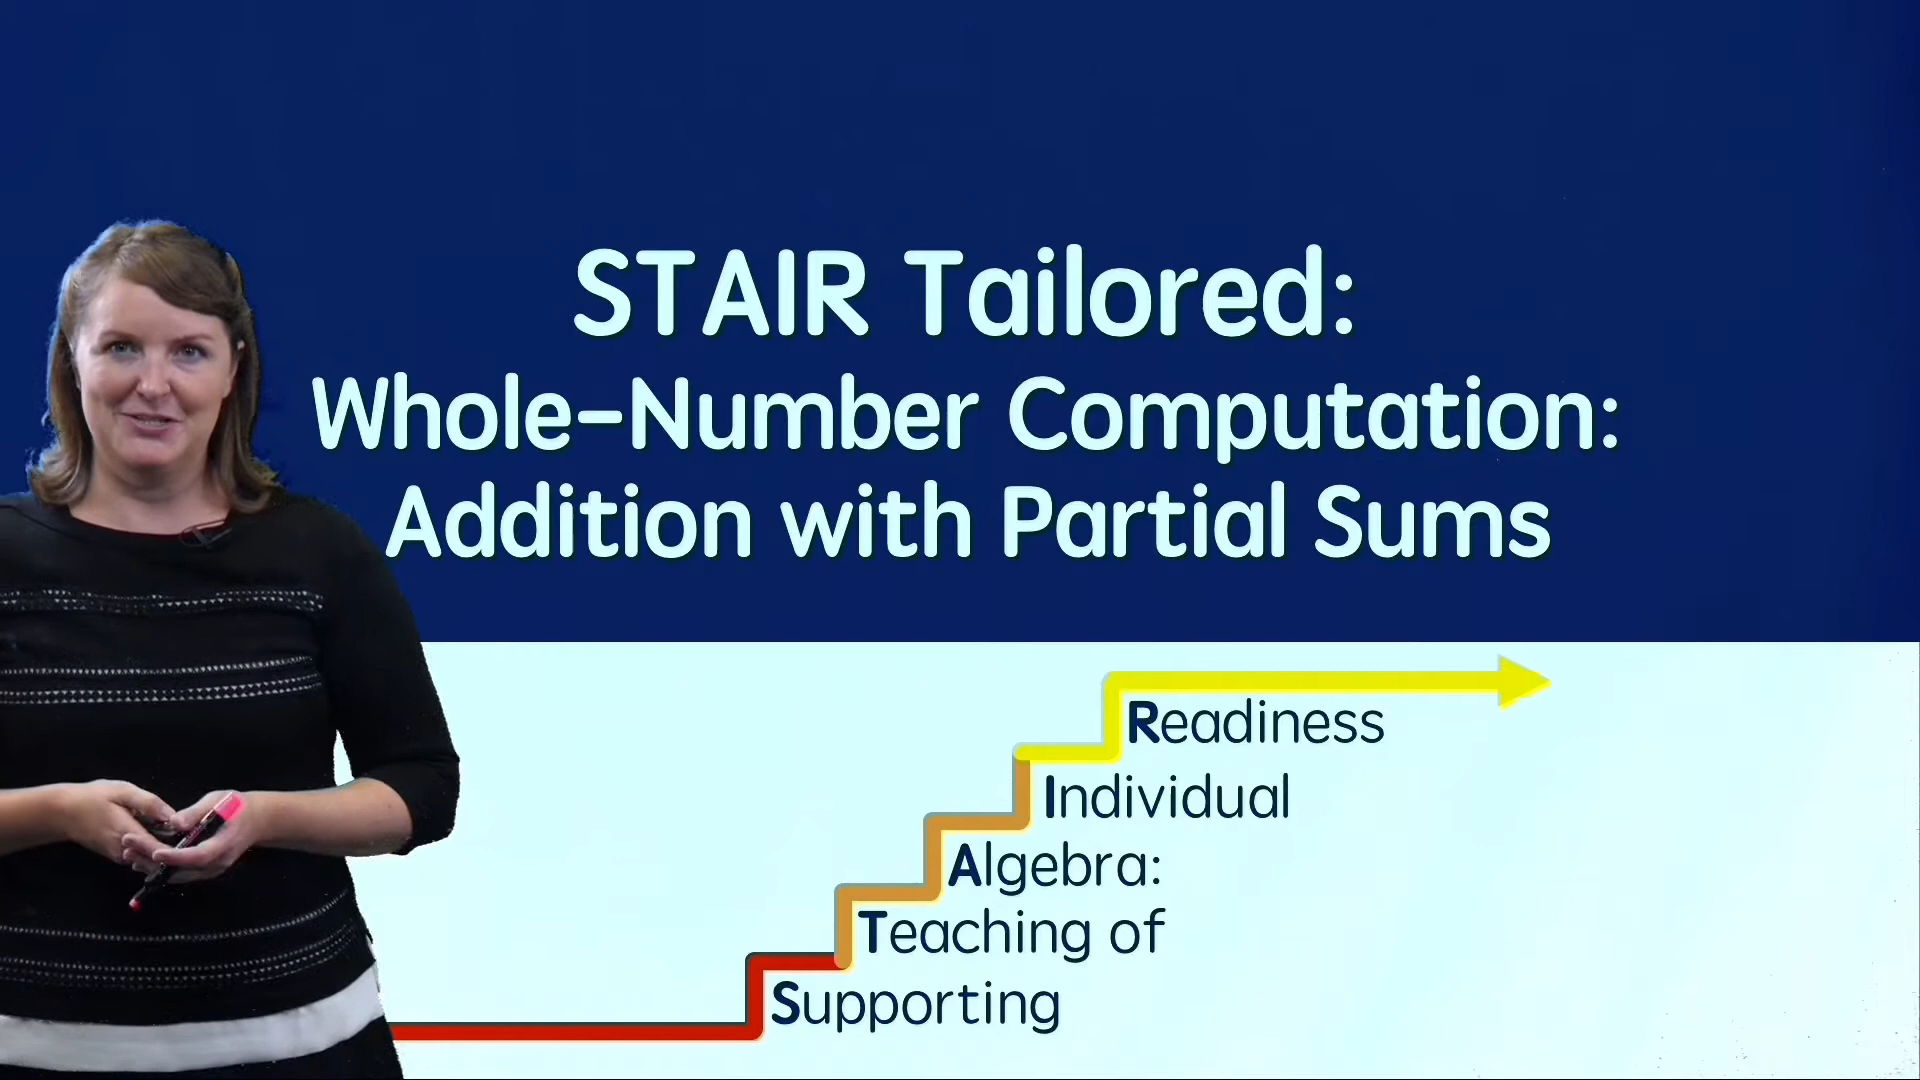 STAIR Tailored:
Whole-Number Computation:
Addition with Partial Sums
Readiness
Individual
Algebra:
Teaching of
Supporting